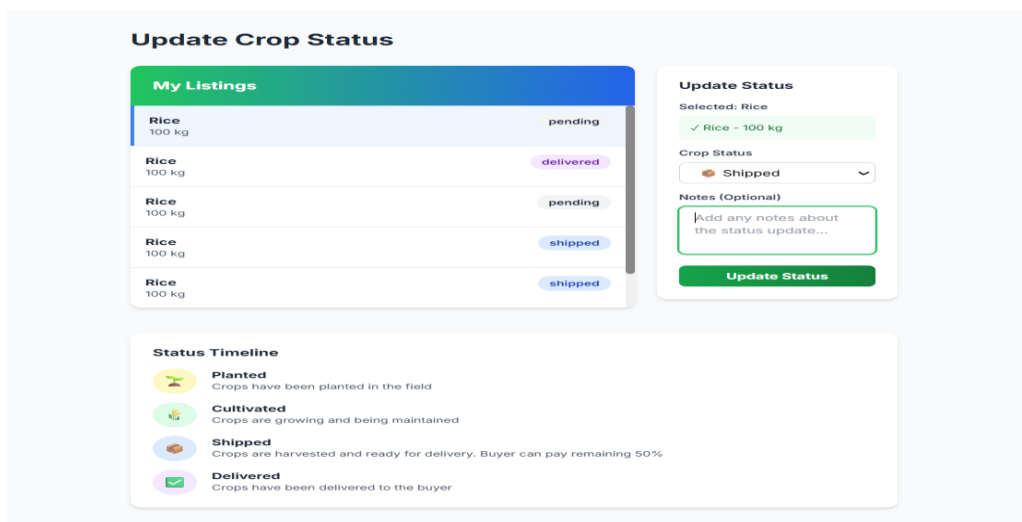 Update Crop Status
My Listings
Rice
100 kg
pending
Rice
100 kg
delivered
Rice
100 kg
pending
Rice
100 kg
shipped
Rice
100 kg
shipped
Update Status
Selected: Rice
✓ Rice - 100 kg
Crop Status
Shipped
Notes (Optional)
Add any notes about
the status update...
Update Status
Status Timeline
Planted
Crops have been planted in the field
Cultivated
Crops are growing and being maintained
Shipped
Crops are harvested and ready for delivery. Buyer can pay remaining 50%
Delivered
Crops have been delivered to the buyer